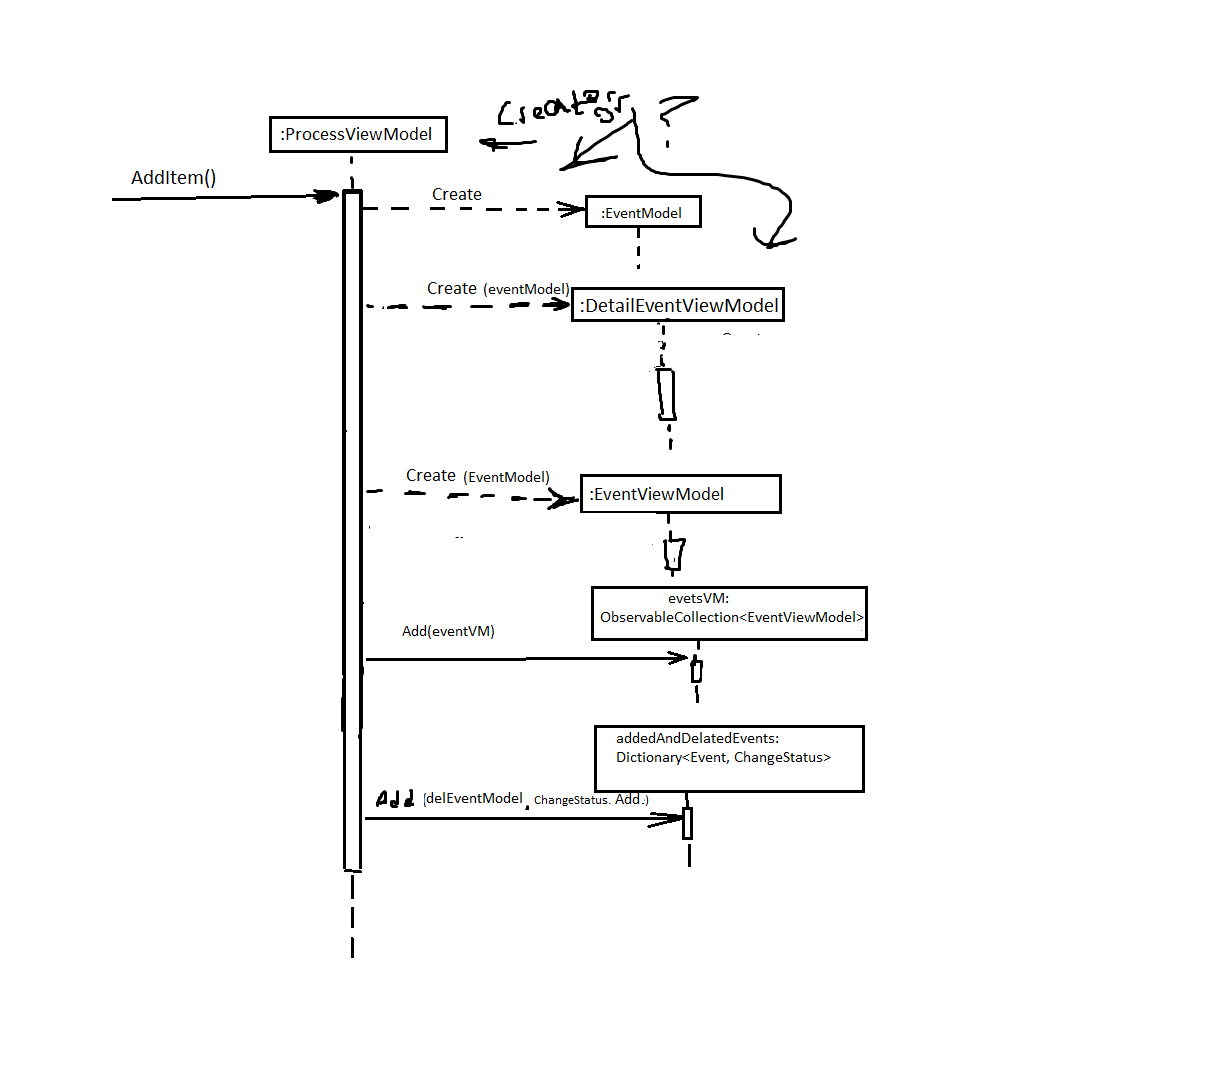 Creator ?
:ProcessViewModel
AddItem()
Create
:EventModel
Create (eventModel)
:DetailEventViewModel
Create (EventModel)
:EventViewModel
evetsVM:
ObservableCollection<EventViewModel>
Add(eventVM)
addedAndDelatedEvents:
Dictionary<Event, ChangeStatus>
Add (delEventModel, ChangeStatus. Add.)